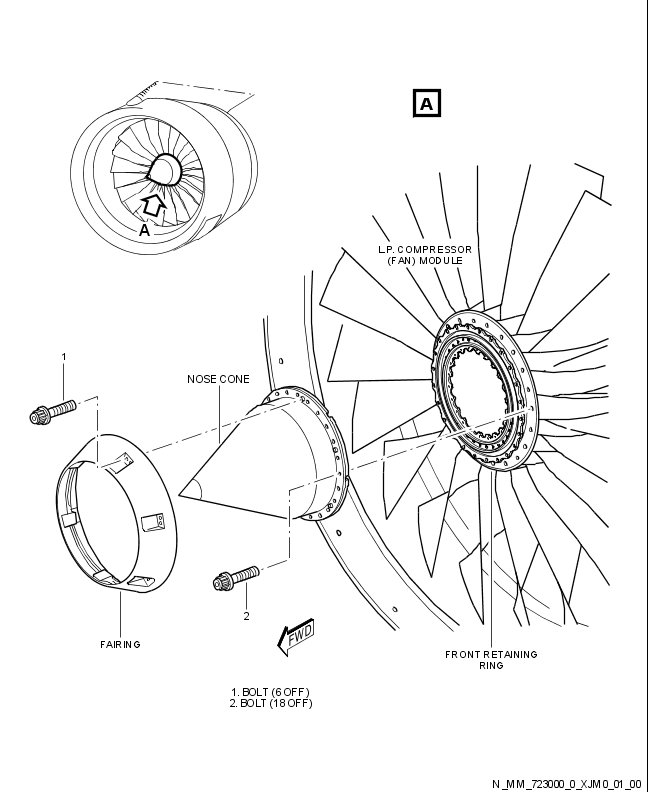 A
A
L.P. COMPRESSOR
(FAN) MODULE
1
NOSE CONE
2
FWD
FAIRING
FRONT RETAINING
RING
1. BOLT (6 OFF)
2. BOLT (18 OFF)
N_MM_723000_0_XJM0_01_00